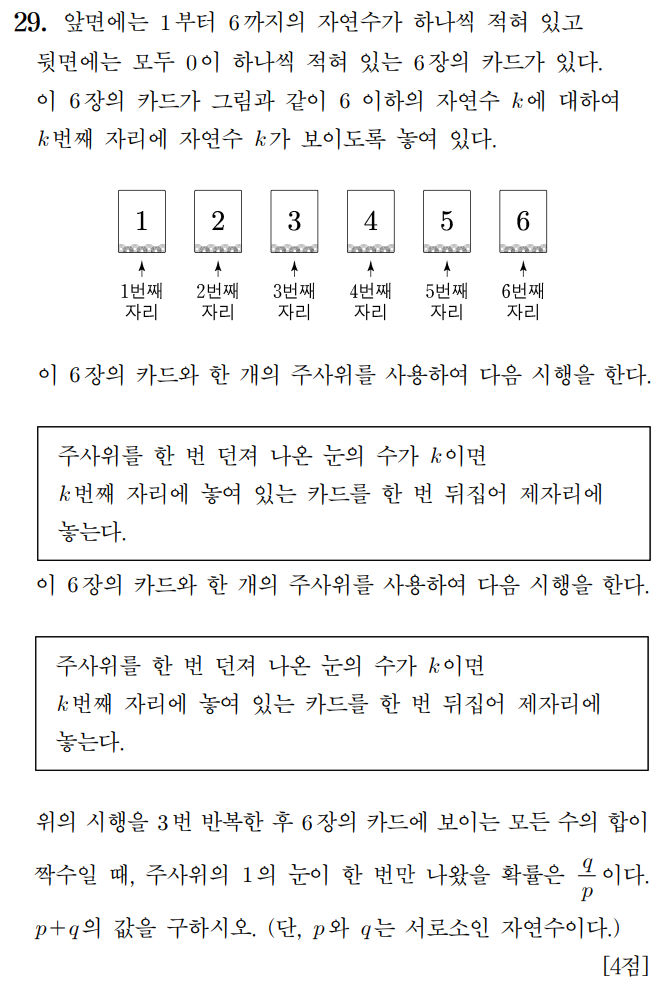 29. 앞면에는 1부터 6까지의 자연수가 하나씩 적혀 있고
뒷면에는 모두 0이 하나씩 적혀 있는 6장의 카드가 있다.
이 6장의 카드가 그림과 같이 6 이하의 자연수 k에 대하여
k번째 자리에 자연수 k가 보이도록 놓여 있다.
1 2 3 4 5 6
1번째 2번째 3번째 4번째 5번째 6번째
자리 자리 자리 자리 자리 자리
이 6장의 카드와 한 개의 주사위를 사용하여 다음 시행을 한다.
주사위를 한 번 던져 나온 눈의 수가 k이면
k번째 자리에 놓여 있는 카드를 한 번 뒤집어 제자리에
놓는다.
이 6장의 카드와 한 개의 주사위를 사용하여 다음 시행을 한다.
주사위를 한 번 던져 나온 눈의 수가 k이면
k번째 자리에 놓여 있는 카드를 한 번 뒤집어 제자리에
놓는다.
위의 시행을 3번 반복한 후 6장의 카드에 보이는 모든 수의 합이
짝수일 때, 주사위의 1의 눈이 한 번만 나왔을 확률은 q/p이다.
p+q의 값을 구하시오. (단, p와 q는 서로소인 자연수이다.)
[4점]